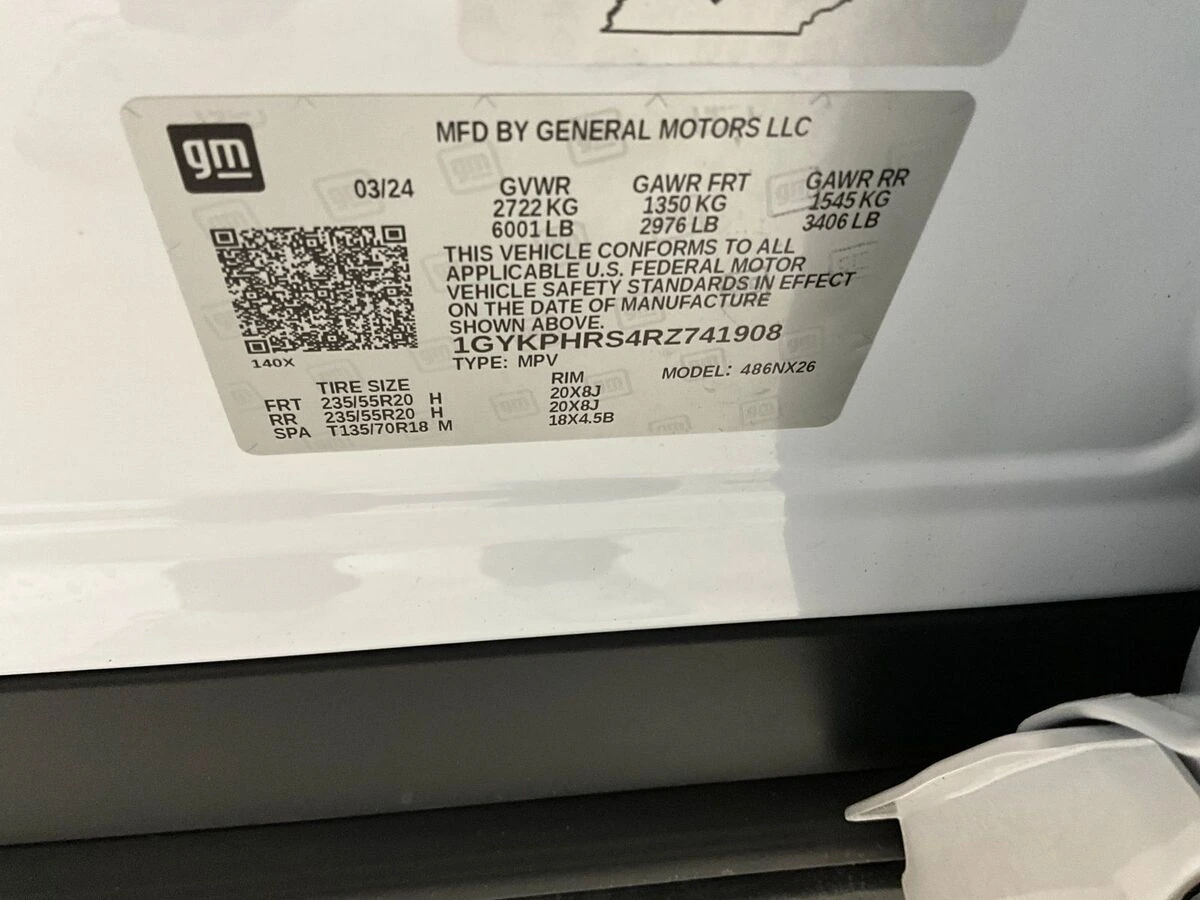 gm
MFD BY GENERAL MOTORS LLC
03/24
GVWR GAWR FRT GAWR RR
2722 KG 1350 KG 1545 KG
6001 LB 2976 LB 3406 LB
THIS VEHICLE CONFORMS TO ALL
APPLICABLE U.S. FEDERAL MOTOR
VEHICLE SAFETY STANDARDS IN EFFECT
ON THE DATE OF MANUFACTURE
SHOWN ABOVE.
1GYKPHRS4RZ741908
140X
TYPE: MPV MODEL: 486NX26
TIRE SIZE RIM
FRT 235/55R20 H 20X8J
RR 235/55R20 H 20X8J
SPA T135/70R18 M 18X4.5B